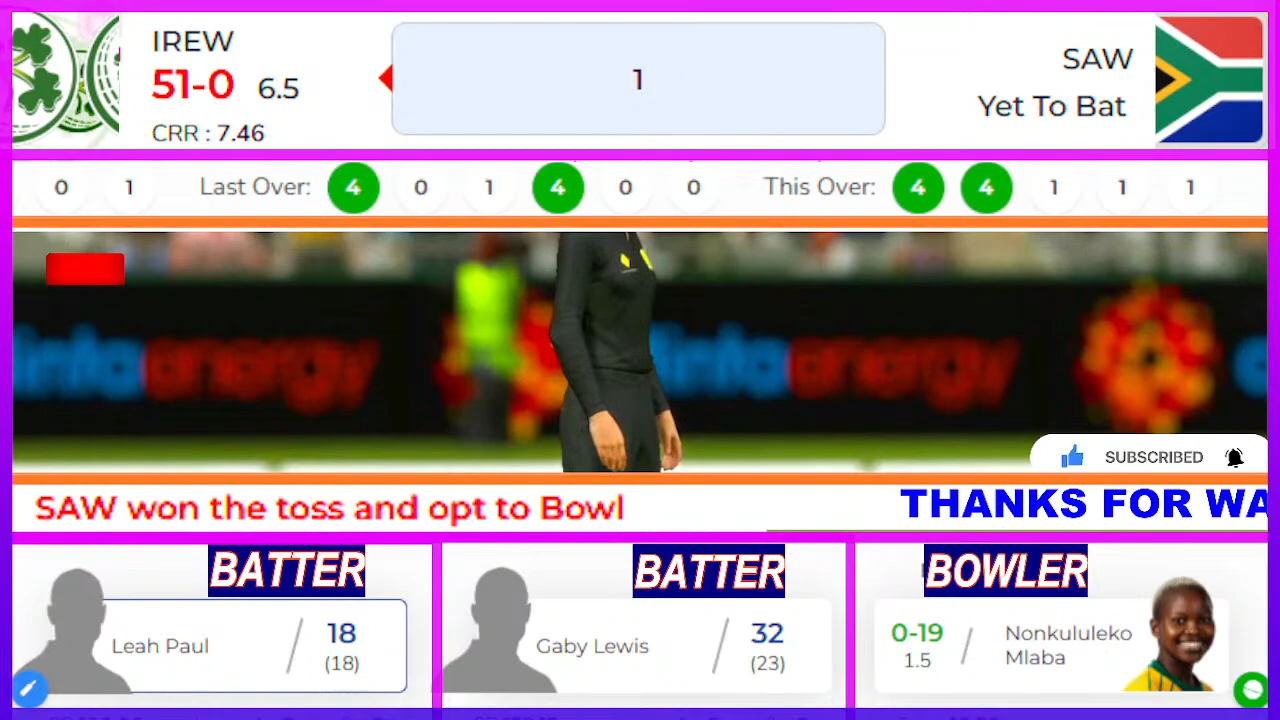 IREW
51-0 6.5
CRR : 7.46
1
SAW
Yet To Bat
0 1 Last Over: 4 0 1 4 0 0 This Over: 4 4 1 1 1
energy
energy
SUBSCRIBED
SAW won the toss and opt to Bowl
THANKS FOR WA
BATTER
Leah Paul
18
(18)
BATTER
Gaby Lewis
32
(23)
BOWLER
0-19
1.5
Nonkululeko
Mlaba